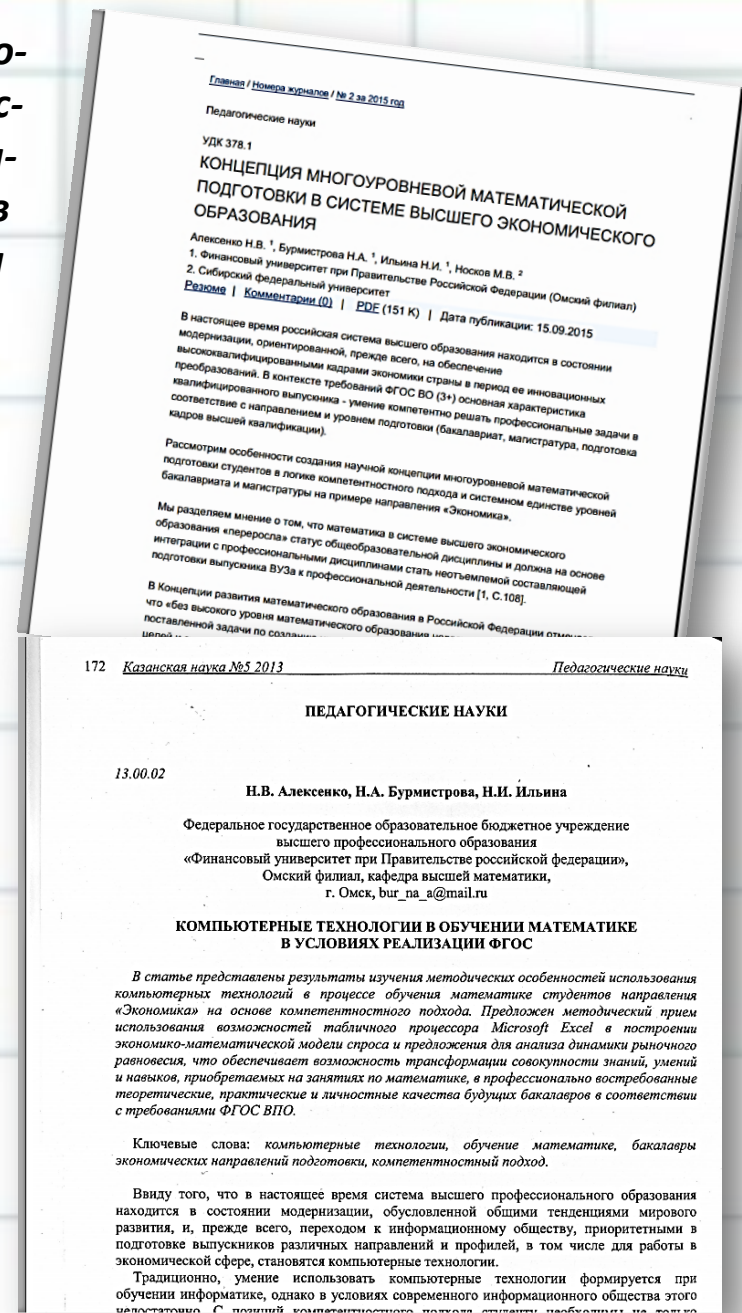 о-
с-
в
Главная / Номера журналов / № 2 за 2015 год
Педагогические науки
УДК 378.1
КОНЦЕПЦИЯ МНОГОУРОВНЕВОЙ МАТЕМАТИЧЕСКОЙ
ПОДГОТОВКИ В СИСТЕМЕ ВЫСШЕГО ЭКОНОМИЧЕСКОГО
ОБРАЗОВАНИЯ
Алексенко Н.В. ¹, Бурмистрова Н.А. ¹, Ильина Н.И. ¹, Носков М.В. ²
1. Финансовый университет при Правительстве Российской Федерации (Омский филиал)
2. Сибирский федеральный университет
Резюме | Комментарии (0) | PDF (151 K) | Дата публикации: 15.09.2015
В настоящее время российская система высшего образования находится в состоянии
модернизации, ориентированной, прежде всего, на обеспечение
высококвалифицированными кадрами экономики страны в период ее инновационных
преобразований. В контексте требований ФГОС ВО (3+) основная характеристика
квалифицированного выпускника - умение компетентно решать профессиональные задачи в
соответствие с направлением и уровнем подготовки (бакалавриат, магистратура, подготовка
кадров высшей квалификации).
Рассмотрим особенности создания научной концепции многоуровневой математической
подготовки студентов в логике компетентностного подхода и системном единстве уровней
бакалавриата и магистратуры на примере направления «Экономика».
Мы разделяем мнение о том, что математика в системе высшего экономического
образования «переросла» статус общеобразовательной дисциплины и должна на основе
интеграции с профессиональными дисциплинами стать неотъемлемой составляющей
подготовки выпускника ВУЗа к профессиональной деятельности [1, С.108].
В Концепции развития математического образования в Российской Федерации
что «без высокого уровня математического образования
поставленной задачи по
172 Казанская наука №5 2013 Педагогические науки
ПЕДАГОГИЧЕСКИЕ НАУКИ
13.00.02
Н.В. Алексенко, Н.А. Бурмистрова, Н.И. Ильина
Федеральное государственное образовательное бюджетное учреждение
высшего профессионального образования
«Финансовый университет при Правительстве российской федерации»,
Омский филиал, кафедра высшей математики,
г. Омск, bur_na_a@mail.ru
КОМПЬЮТЕРНЫЕ ТЕХНОЛОГИИ В ОБУЧЕНИИ МАТЕМАТИКЕ
В УСЛОВИЯХ РЕАЛИЗАЦИИ ФГОС
В статье представлены результаты изучения методических особенностей использования
компьютерных технологий в процессе обучения математике студентов направления
«Экономика» на основе компетентностного подхода. Предложен методический прием
использования возможностей табличного процессора Microsoft Excel в построении
экономико-математической модели спроса и предложения для анализа динамики рыночного
равновесия, что обеспечивает возможность трансформации совокупности знаний, умений
и навыков, приобретаемых на занятиях по математике, в профессионально востребованные
теоретические, практические и личностные качества будущих бакалавров в соответствии
с требованиями ФГОС ВПО.
Ключевые слова: компьютерные технологии, обучение математике, бакалавры
экономических направлений подготовки, компетентностный подход.
Ввиду того, что в настоящее время система высшего профессионального образования
находится в состоянии модернизации, обусловленной общими тенденциями мирового
развития, и, прежде всего, переходом к информационному обществу, приоритетными в
подготовке выпускников различных направлений и профилей, в том числе для работы в
экономической сфере, становятся компьютерные технологии.
Традиционно, умение использовать компьютерные технологии формируется при
обучении информатике, однако в условиях современного информационного общества этого
недостаточно. С позиций компетентностного подхода студенту необходимы не только